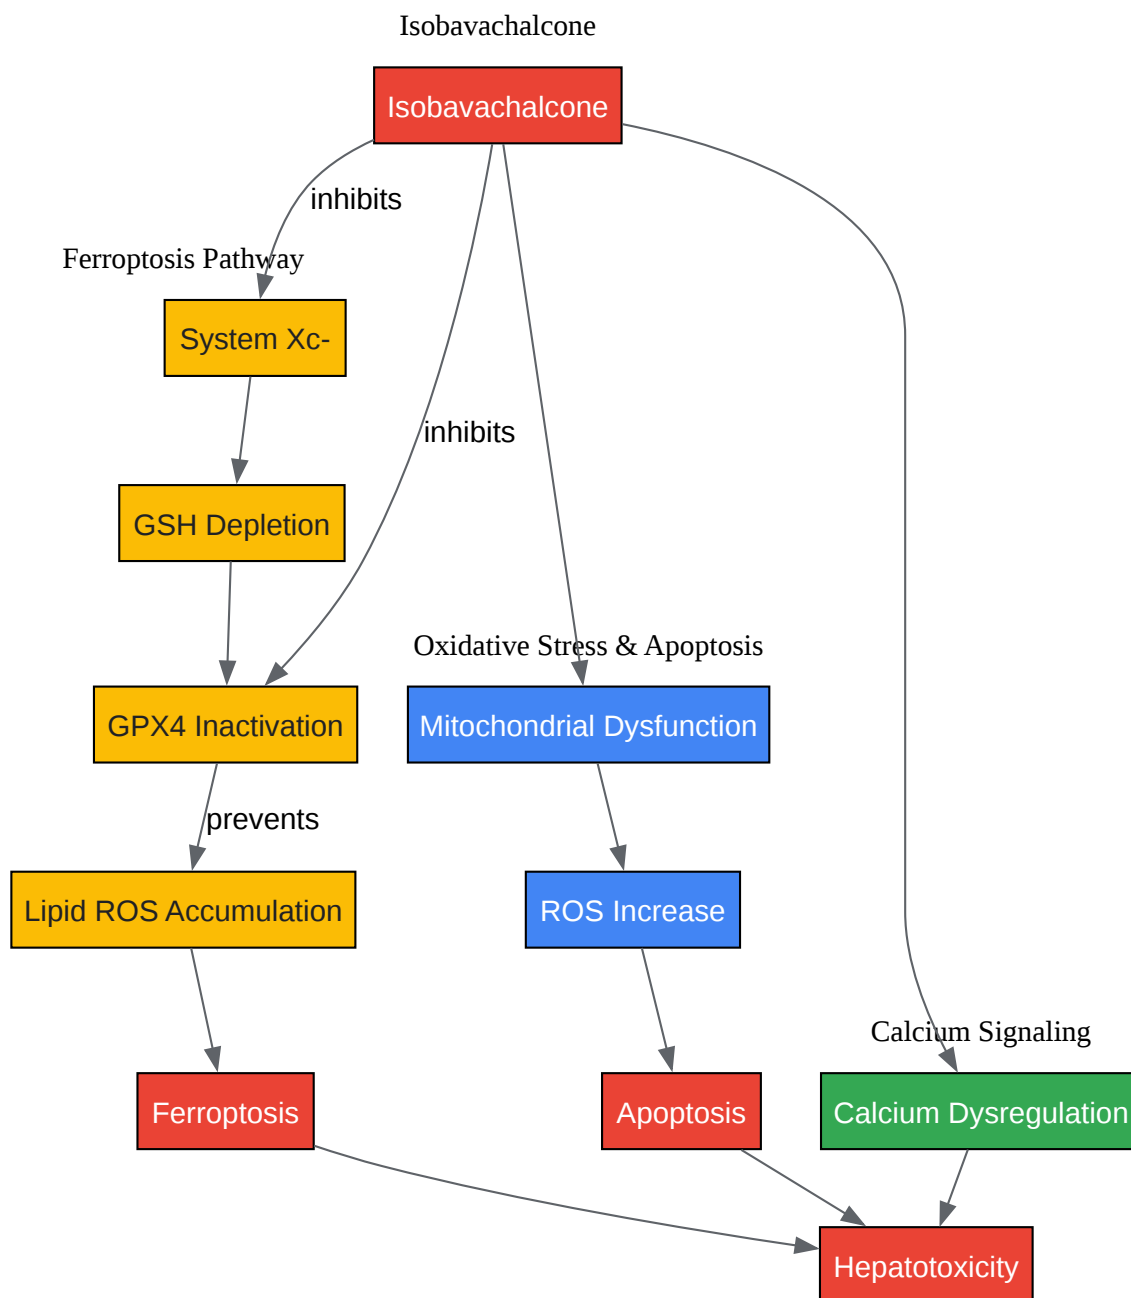 Isobavachalcone
Isobavachalcone
inhibits
Ferroptosis Pathway
System Xc-
inhibits
GSH Depletion
Oxidative Stress & Apoptosis
GPX4 Inactivation
Mitochondrial Dysfunction
prevents
Lipid ROS Accumulation
ROS Increase
Calcium Signaling
Ferroptosis
Apoptosis
Calcium Dysregulation
Hepatotoxicity